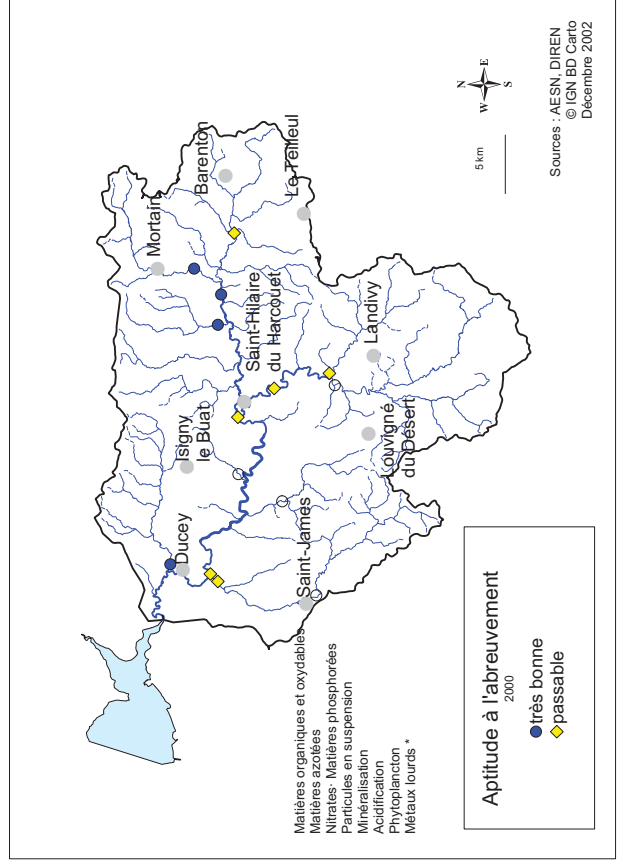 Mortain
Barenton
Le Teilleul
Isigny
le Buat
Saint-Hilaire
du Harcouet
Ducey
Landivy
Louvigné
du Désert
Saint-James
N
W
E
S
5 km
Sources : AESN, DIREN
© IGN BD Carto
Décembre 2002
Matières organiques et oxydables
Matières azotées
Nitrates· Matières phosphorées
Particules en suspension
Minéralisation
Acidification
Phytoplancton
Métaux lourds *
Aptitude à l'abreuvement
2000
très bonne
passable